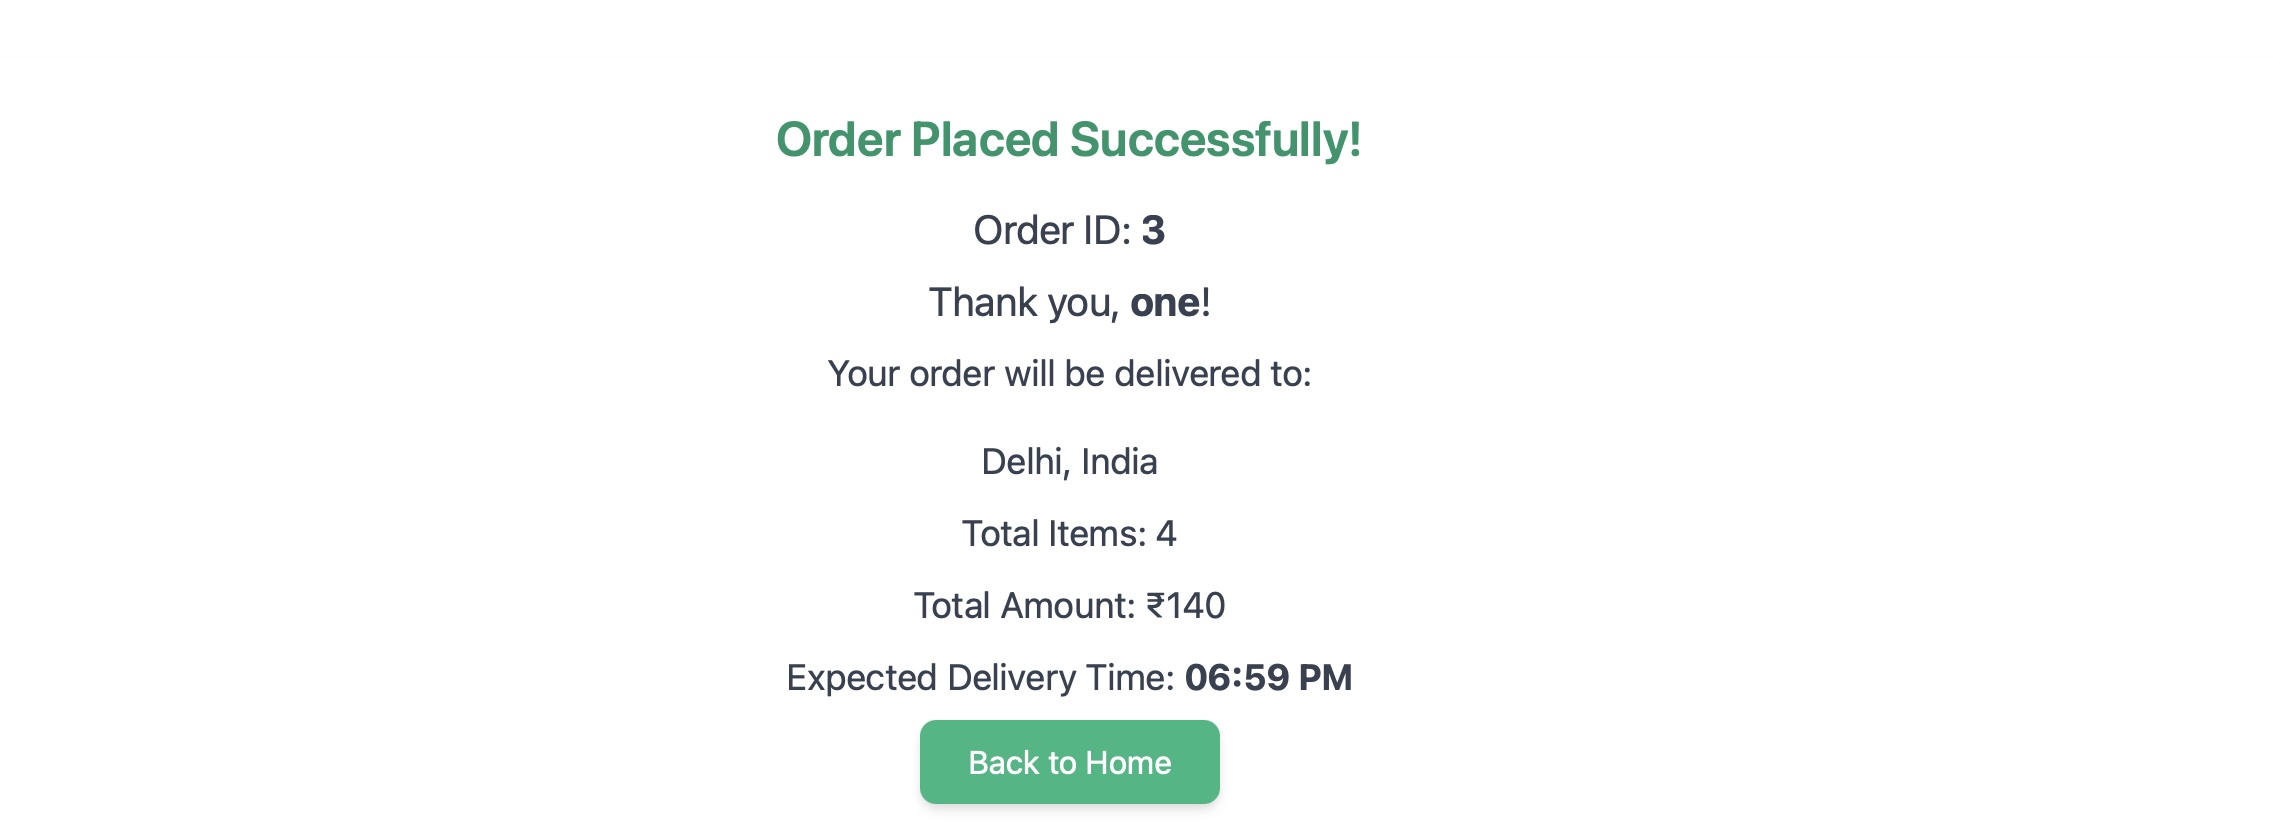 Order Placed Successfully!
Order ID: 3
Thank you, one!
Your order will be delivered to:
Delhi, India
Total Items: 4
Total Amount: ₹140
Expected Delivery Time: 06:59 PM
Back to Home